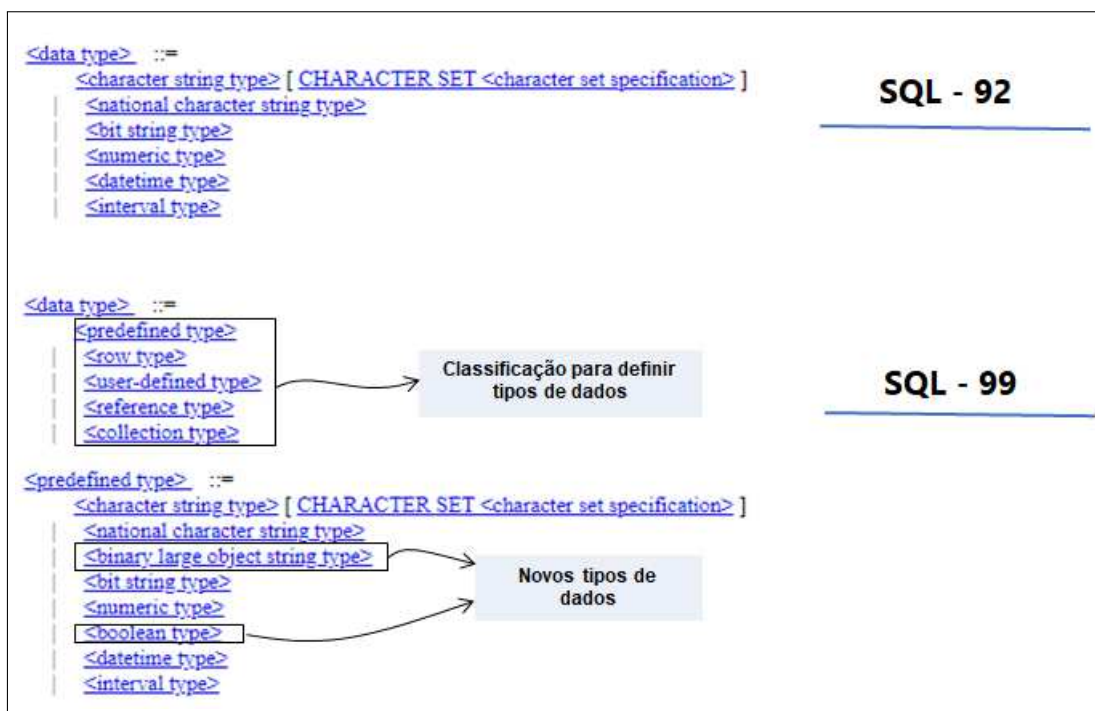 <data type> ::=
<character string type> [ CHARACTER SET <character set specification> ]
| <national character string type>
| <bit string type>
| <numeric type>
| <datetime type>
| <interval type>
SQL - 92
<data type> ::=
<predefined type>
| <row type>
| <user-defined type>
| <reference type>
| <collection type>
Classificação para definir
tipos de dados
SQL - 99
<predefined type> ::=
<character string type> [ CHARACTER SET <character set specification> ]
| <national character string type>
| <binary large object string type>
| <bit string type>
| <numeric type>
| <boolean type>
| <datetime type>
| <interval type>
Novos tipos de
dados